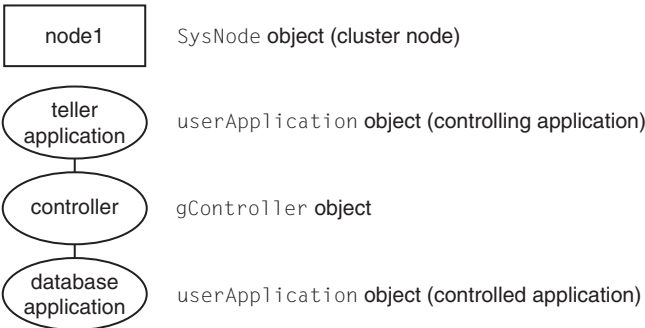 node1 SysNode object (cluster node)
teller
application
userApplication object (controlling application)
controller gController object
database
application
userApplication object (controlled application)